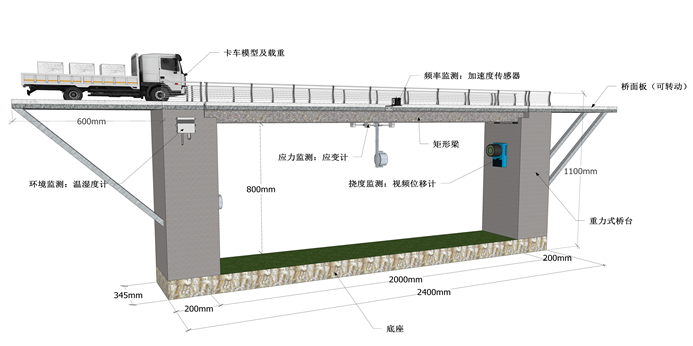 卡车模型及载重
频率监测：加速度传感器
桥面板（可转动）
600mm
矩形梁
应力监测：应变计
1100mm
环境监测：温湿度计
800mm
挠度监测：视频位移计
重力式桥台
345mm
200mm
2000mm
200mm
2400mm
底座